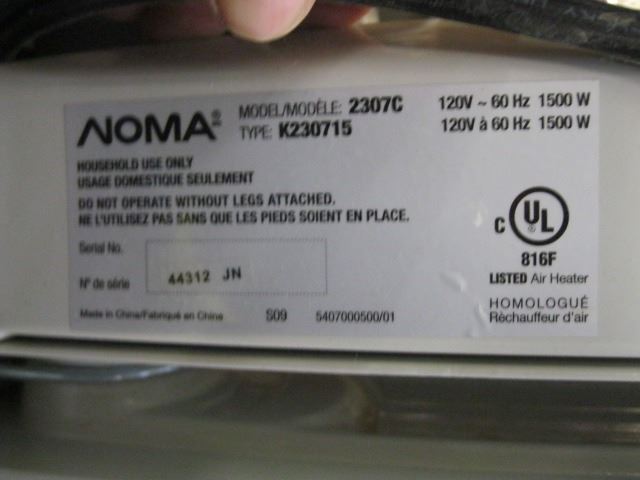 NOMA
MODEL/MODÈLE: 2307C
TYPE: K230715
120V ~ 60 Hz 1500 W
120V à 60 Hz 1500 W
HOUSEHOLD USE ONLY
USAGE DOMESTIQUE SEULEMENT
DO NOT OPERATE WITHOUT LEGS ATTACHED.
NE L'UTILISEZ PAS SANS QUE LES PIEDS SOIENT EN PLACE.
Serial No.
Nº de série
44312 JN
C UL ®
816F
LISTED Air Heater
HOMOLOGUÉ
Réchauffeur d'air
Made in China/Fabriqué en China
S09
5407000500/01